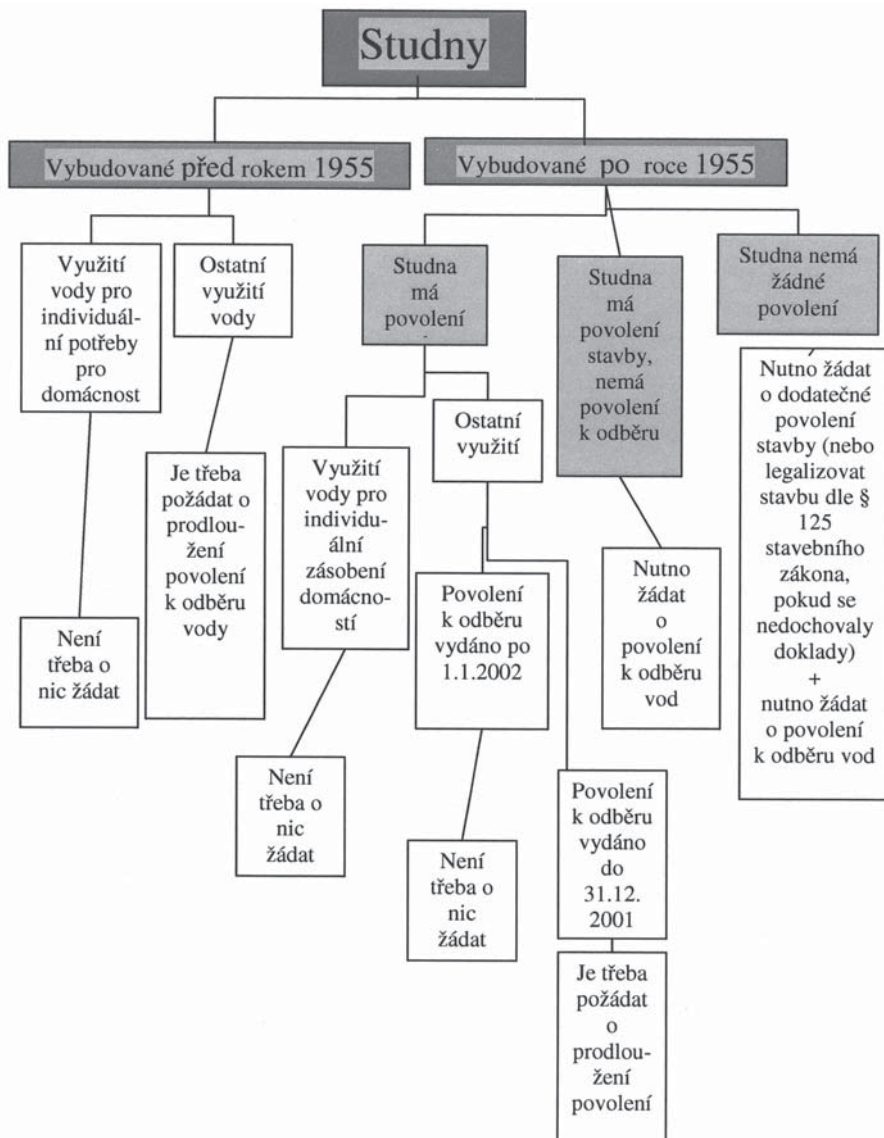 Studny
Vybudované před rokem 1955
Vybudované po roce 1955
Využití
vody pro
individuál-
ní potřeby
pro
domácnost
Ostatní
využití
vody
Studna
má
povolení
Studna
má
povolení
stavby,
nemá
povolení
k odběru
Studna nemá
žádné
povolení
Není
třeba o
nic žádat
Je třeba
požádat o
prodlou-
žení
povolení
k odběru
vody
Využití
vody pro
individu-
ální
zásobení
domácno-
stí
Ostatní
využití
Nutno
žádat
o
povolení
k odběru
vod
Nutno žádat
o dodatečné
povolení
stavby (nebo
legalizovat
stavbu dle §
125
stavebního
zákona,
pokud se
nedochovaly
doklady)
+
nutno žádat
o povolení
k odběru vod
Není
třeba o
nic
žádat
Povolení
k odběru
vydáno po
1.1.2002
Není
třeba o
nic
žádat
Povolení
k odběru
vydáno
do
31.12.
2001
Je třeba
požádat
o
prodlou-
žení
povolení